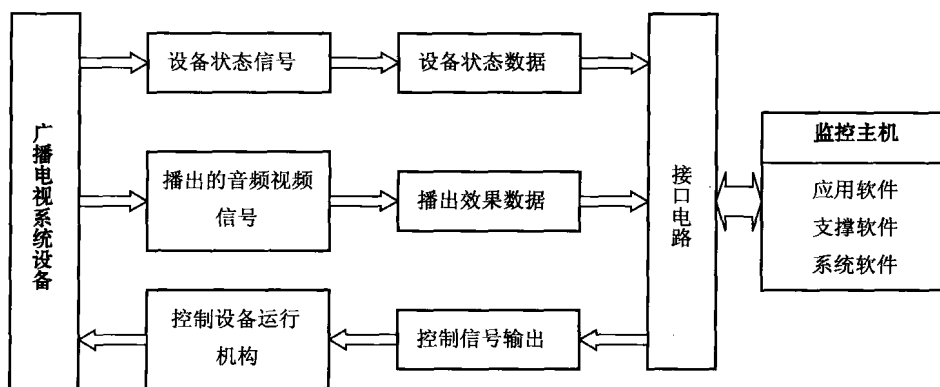 广播电视系统设备
设备状态信号
设备状态数据
播出的音频视频
信号
播出效果数据
控制设备运行
机构
控制信号输出
接口电路
监控主机
应用软件
支撑软件
系统软件